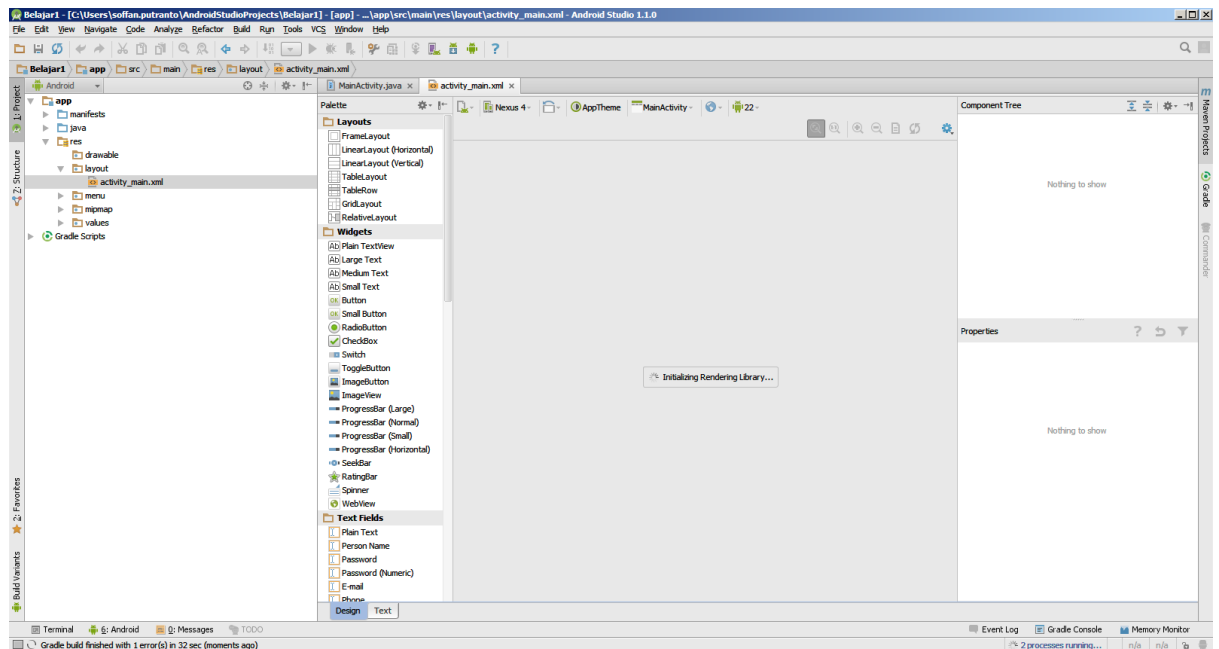 Belajar1 - [C:\Users\soffan.putranto\AndroidStudioProjects\Belajar1] - [app] - ...\app\src\main\res\layout\activity_main.xml - Android Studio 1.1.0
File Edit View Navigate Code Analyze Refactor Build Run Tools VCS Window Help
Belajar1 app src main res layout activity_main.xml
Android
MainActivity.java
activity_main.xml
1: Project
Z: Structure
2: Favorites
Build Variants
app
manifests
java
res
drawable
layout
activity_main.xml
menu
mipmap
values
Gradle Scripts
Palette
Layouts
FrameLayout
LinearLayout (Horizontal)
LinearLayout (Vertical)
TableLayout
TableRow
GridLayout
RelativeLayout
Widgets
Ab Plain TextView
Ab Large Text
Ab Medium Text
Ab Small Text
OK Button
OK Small Button
RadioButton
CheckBox
Switch
ToggleButton
ImageButton
ImageView
ProgressBar (Large)
ProgressBar (Normal)
ProgressBar (Small)
ProgressBar (Horizontal)
SeekBar
RatingBar
Spinner
WebView
Text Fields
Plain Text
Person Name
Password
Password (Numeric)
E-mail
Phone
Design Text
Nexus 4 AppTheme MainActivity 22
Initializing Rendering Library...
Component Tree
Nothing to show
Properties
Nothing to show
Maven Projects
Gradle
Commander
Terminal 6: Android 0: Messages TODO Event Log Gradle Console Memory Monitor
Gradle build finished with 1 error(s) in 32 sec (moments ago) 2 processes running... n/a n/a